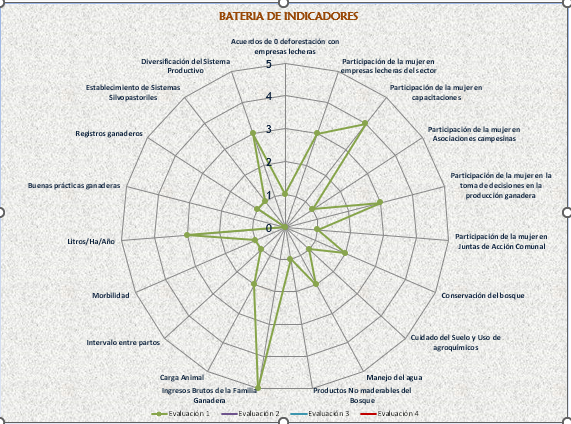 BATERIA DE INDICADORES
Acuerdos de 0 deforestación con
empresas lecheras
Participación de la mujer en
empresas lecheras del sector
Participación de la mujer en
capacitaciones
Participación de la mujer en
Asociaciones campesinas
Participación de la mujer en la
toma de decisiones en la
producción ganadera
Participación de la mujer en
Juntas de Acción Comunal
Conservación del bosque
Cuidado del Suelo y Uso de
agroquímicos
Manejo del agua
Productos No maderables del
Bosque
Ingresos Brutos de la Familia
Ganadera
Carga Animal
Intervalo entre partos
Morbilidad
Litros/Ha/Año
Buenas prácticas ganaderas
Registros ganaderos
Establecimiento de Sistemas
Silvopastoriles
Diversificación del Sistema
Productivo
5
4
3
2
1
0
Evaluación 1 Evaluación 2 Evaluación 3 Evaluación 4